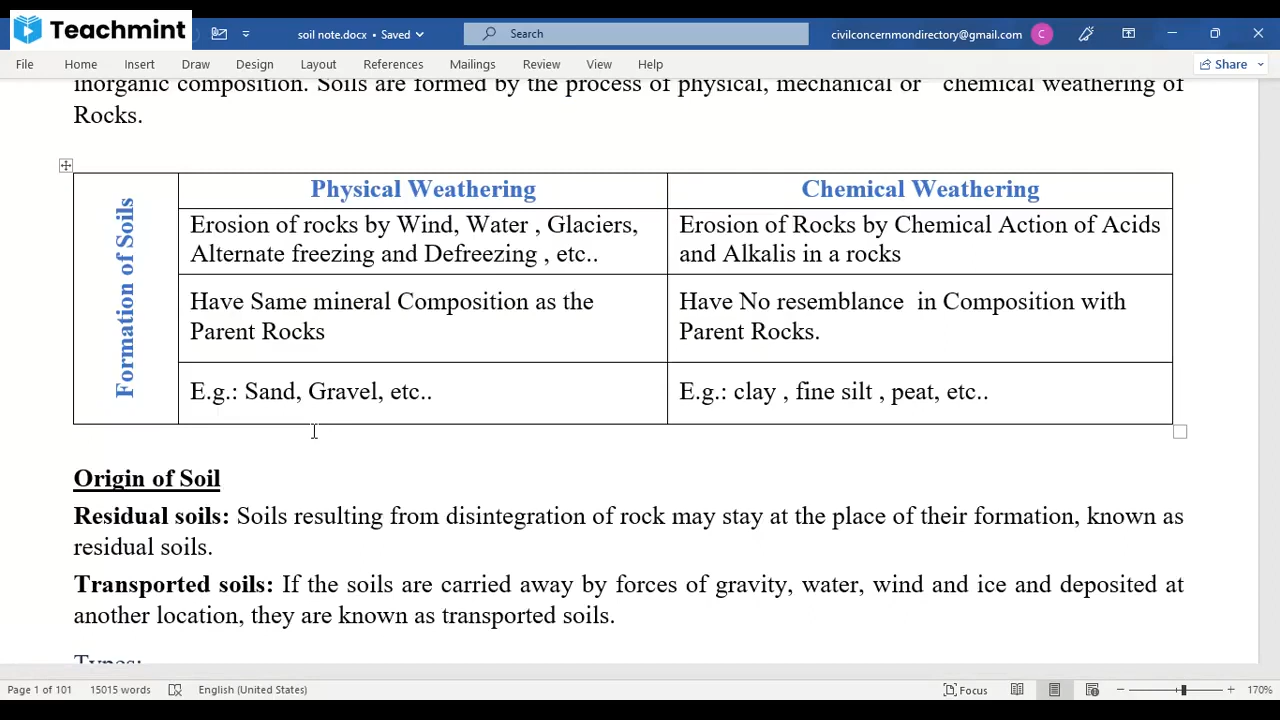 Teachmint
soil note.docx • Saved
Search
civilconcernmondirectory@gmail.com
C
File Home Insert Draw Design Layout References Mailings Review View Help
Share
inorganic composition. Soils are formed by the process of physical, mechanical or chemical weathering of
Rocks.
Formation of Soils
Physical Weathering
Chemical Weathering
Erosion of rocks by Wind, Water , Glaciers,
Alternate freezing and Defreezing , etc..
Erosion of Rocks by Chemical Action of Acids
and Alkalis in a rocks
Have Same mineral Composition as the
Parent Rocks
Have No resemblance in Composition with
Parent Rocks.
E.g.: Sand, Gravel, etc..
E.g.: clay , fine silt , peat, etc..
Origin of Soil
Residual soils: Soils resulting from disintegration of rock may stay at the place of their formation, known as
residual soils.
Transported soils: If the soils are carried away by forces of gravity, water, wind and ice and deposited at
another location, they are known as transported soils.
Types:
Page 1 of 101 15015 words English (United States)
Focus
170%